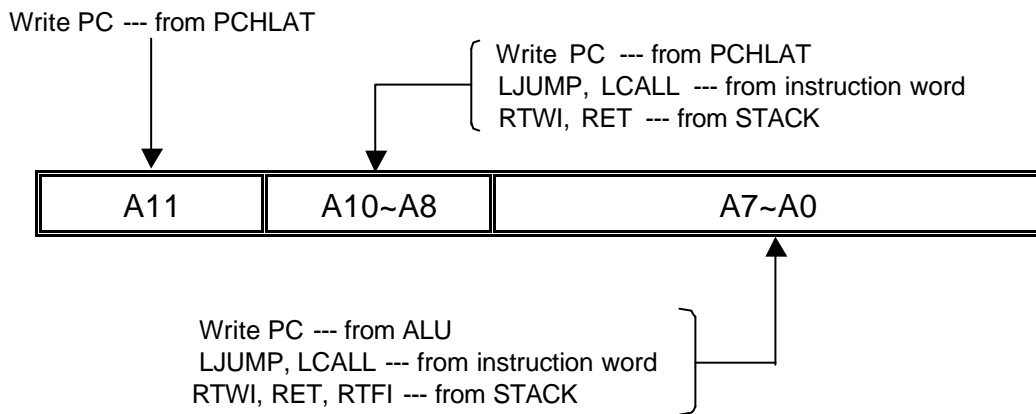 Write PC --- from PCHLAT
Write PC --- from PCHLAT
LJUMP, LCALL --- from instruction word
RTWI, RET --- from STACK
A11
A10~A8
A7~A0
Write PC --- from ALU
LJUMP, LCALL --- from instruction word
RTWI, RET, RTFI --- from STACK